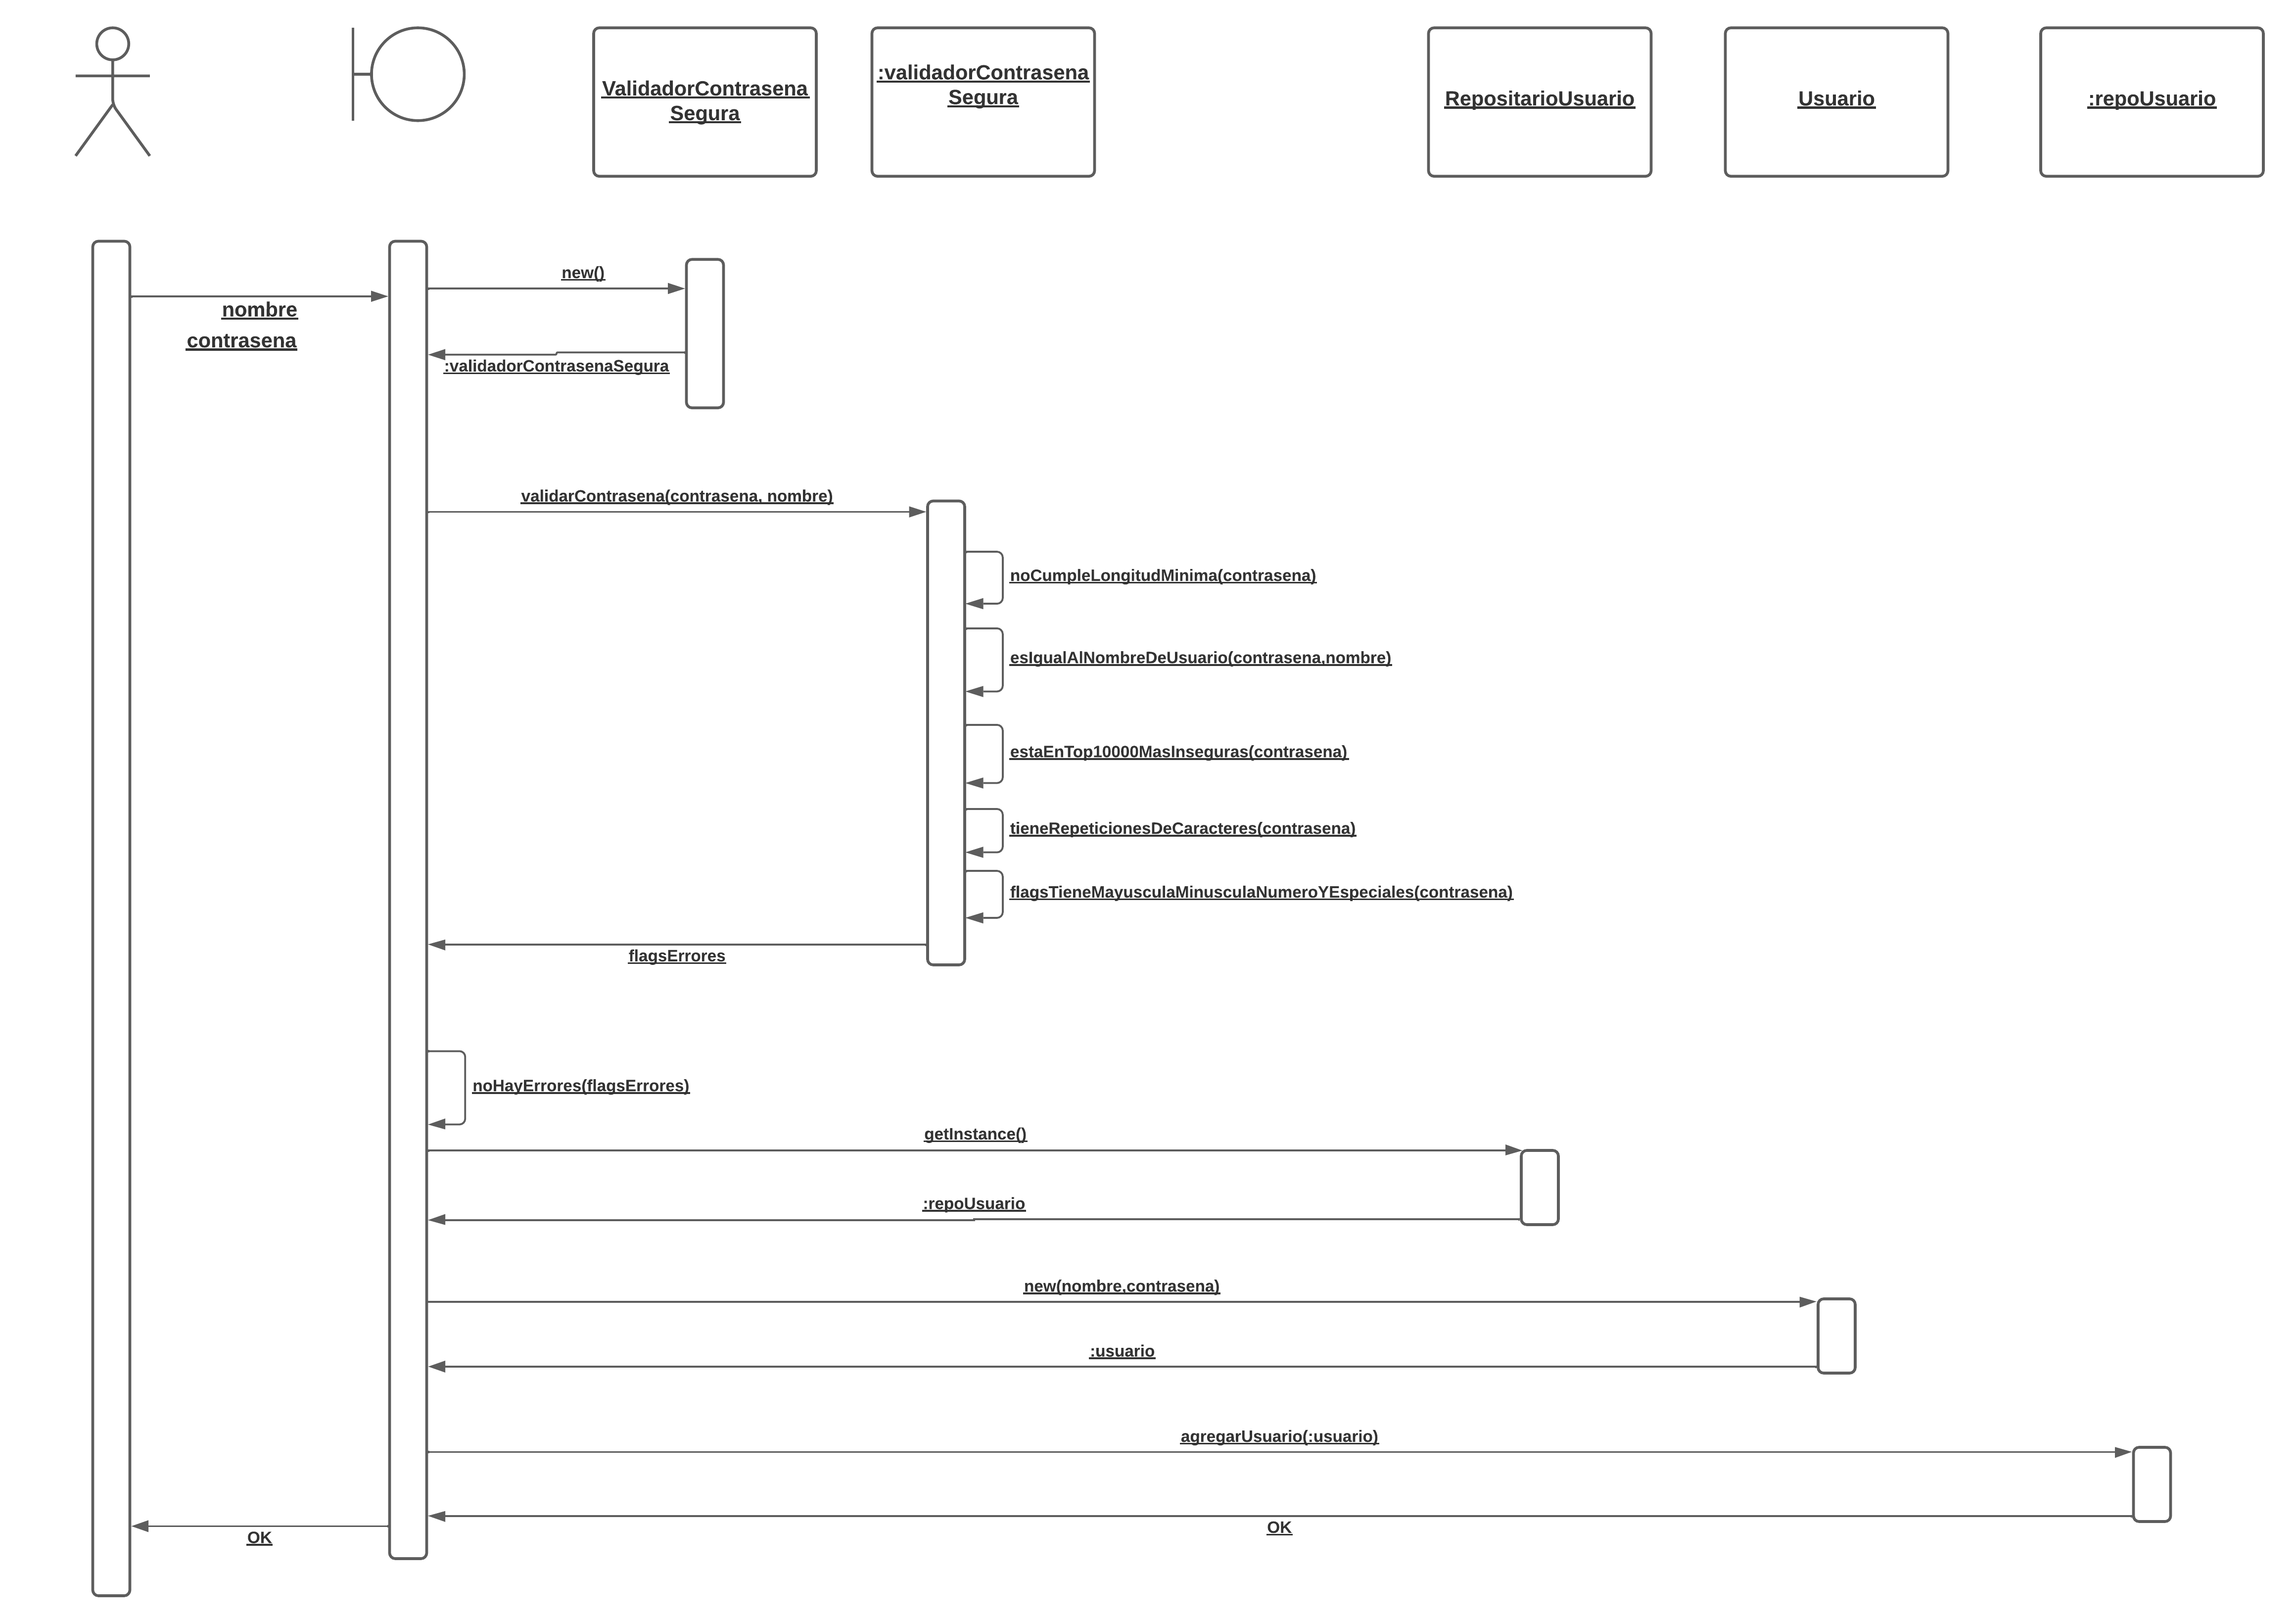 ValidadorContrasena
Segura
:validadorContrasena
Segura
RepositarioUsuario
Usuario
:repoUsuario
new()
nombre
contrasena
:validadorContrasenaSegura
validarContrasena(contrasena, nombre)
noCumpleLongitudMinima(contrasena)
esIgualAlNombreDeUsuario(contrasena,nombre)
estaEnTop10000MasInseguras(contrasena)
tieneRepeticionesDeCaracteres(contrasena)
flagsTieneMayusculaMinusculaNumeroYEspeciales(contrasena)
flagsErrores
noHayErrores(flagsErrores)
getInstance()
:repoUsuario
new(nombre,contrasena)
:usuario
agregarUsuario(:usuario)
OK
OK